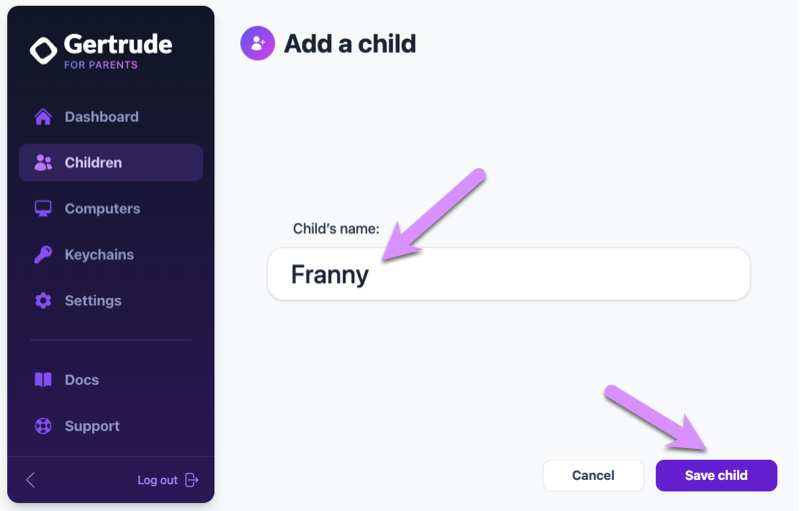 Gertrude
FOR PARENTS
Dashboard
Children
Computers
Keychains
Settings
Docs
Support
Log out
Add a child
Child's name:
Franny
Cancel
Save child